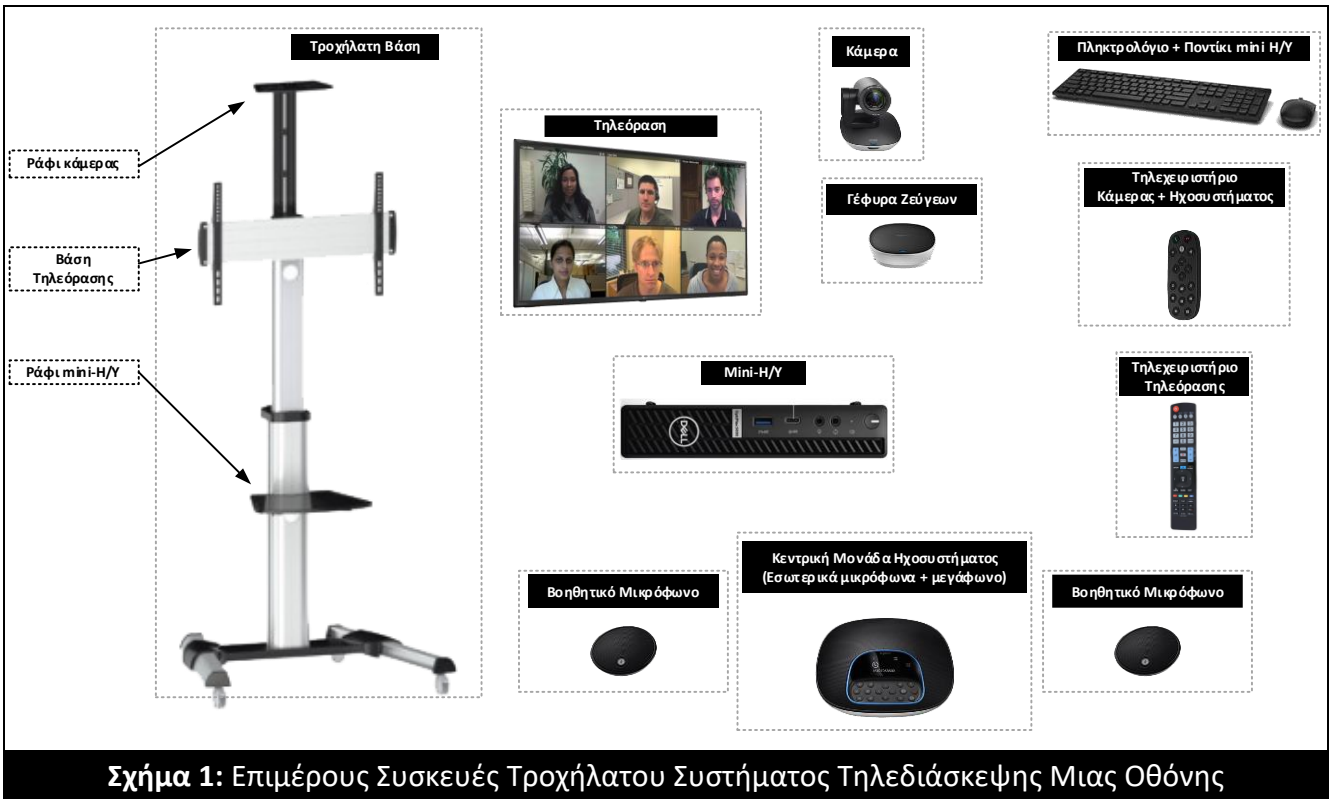 Τροχήλατη Βάση
Ράφι κάμερας
Βάση
Τηλεόρασης
Ράφι mini-Η/Υ
Τηλεόραση
Κάμερα
Γέφυρα Ζεύγεων
Πληκτρολόγιο + Ποντίκι mini Η/Υ
Τηλεχειριστήριο
Κάμερας + Ηχοσυστήματος
Mini-Η/Υ
DELL
Τηλεχειριστήριο
Τηλεόρασης
Βοηθητικό Μικρόφωνο
Κεντρική Μονάδα Ηχοσυστήματος
(Εσωτερικά μικρόφωνα + μεγάφωνο)
Βοηθητικό Μικρόφωνο
Σχήμα 1: Επιμέρους Συσκευές Τροχήλατου Συστήματος Τηλεδιάσκεψης Μιας Οθόνης